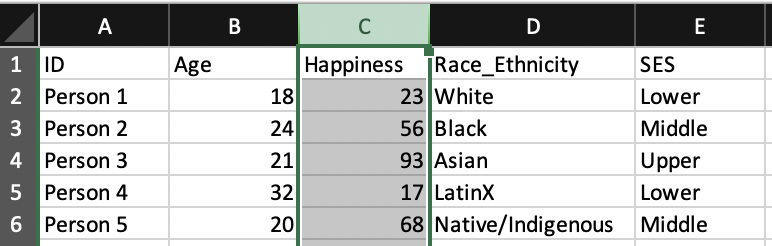 A B C D E
1 ID Age Happiness Race_Ethnicity SES
2 Person 1 18 23 White Lower
3 Person 2 24 56 Black Middle
4 Person 3 21 93 Asian Upper
5 Person 4 32 17 LatinX Lower
6 Person 5 20 68 Native/Indigenous Middle